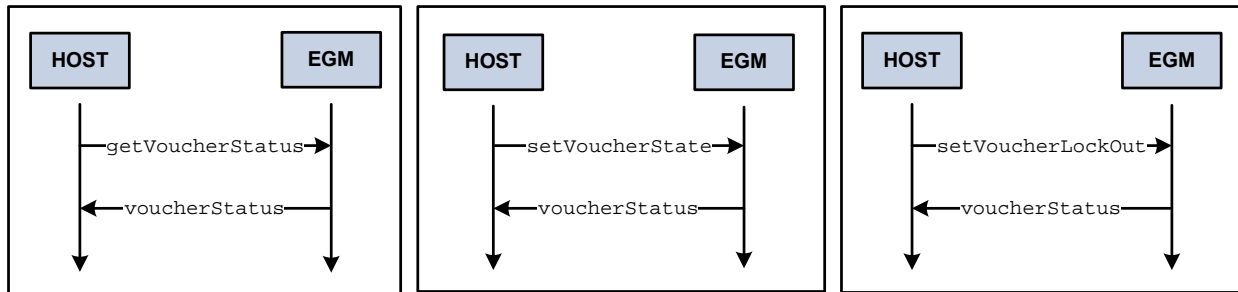 HOST EGM
getVoucherStatus
voucherStatus
HOST EGM
setVoucherState
voucherStatus
HOST EGM
setVoucherLockOut
voucherStatus